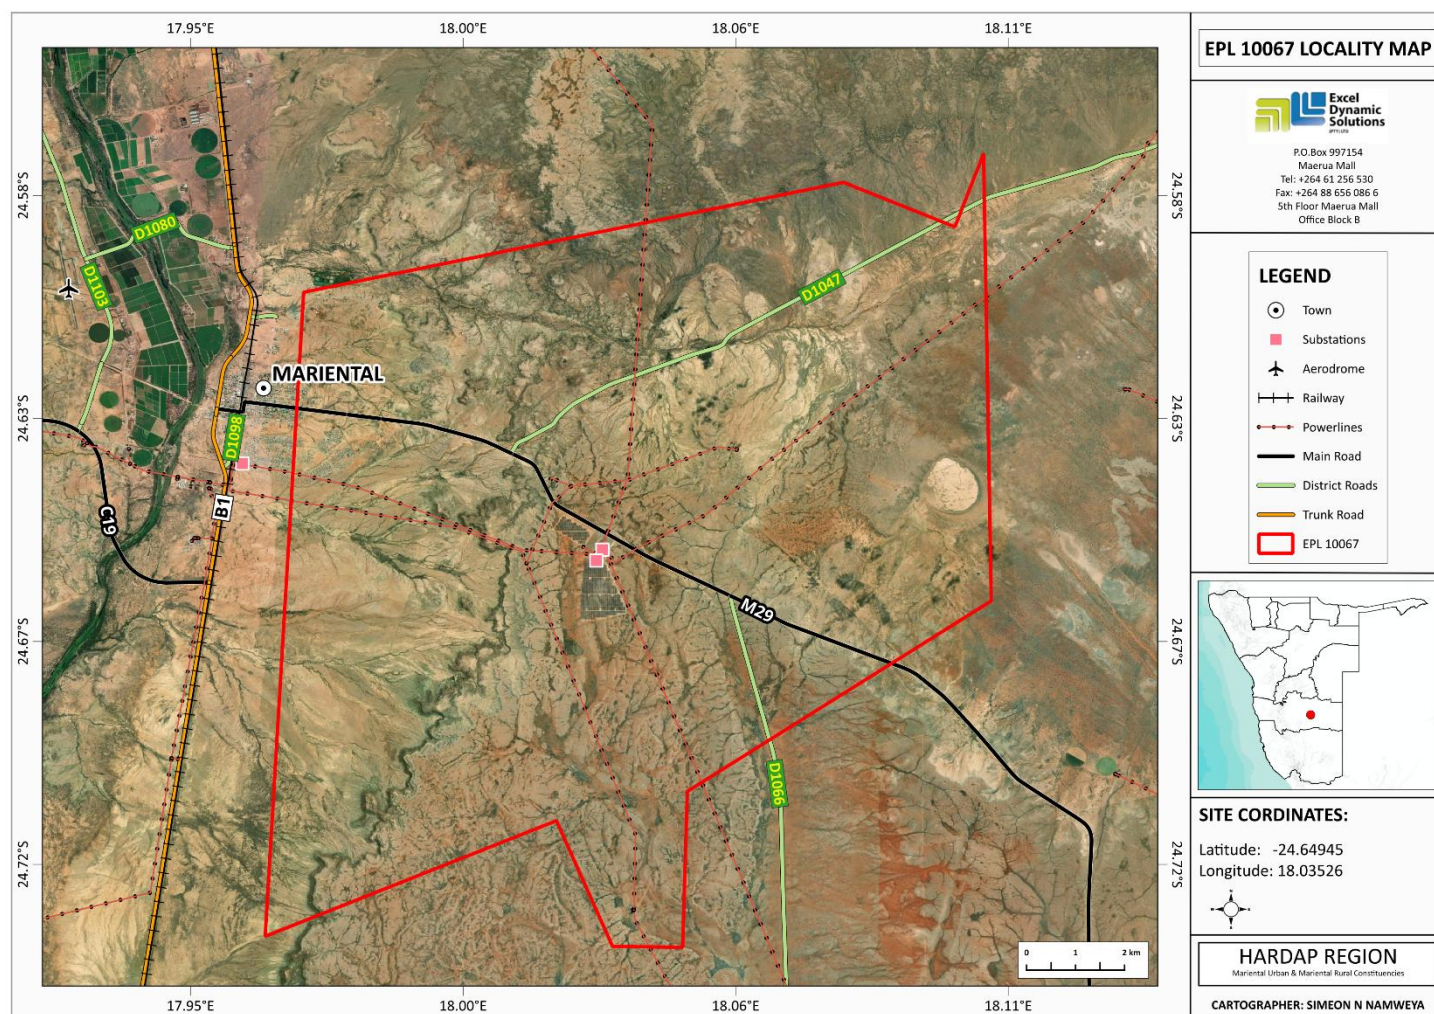 17.95°E
18.00°E
18.06°E
18.11°E
24.58°S
24.63°S
24.67°S
24.72°S
24.58°S
24.63°S
24.67°S
24.72°S
D1080
D1103
D1047
MARIENTAL
D1098
B1
C19
M29
D1066
0 1 2 km
17.95°E
18.00°E
18.06°E
18.11°E
EPL 10067 LOCALITY MAP
Excel
Dynamic
Solutions
(PTY) LTD
P.O.Box 997154
Maerua Mall
Tel: +264 61 256 530
Fax: +264 88 656 086 6
5th Floor Maerua Mall
Office Block B
LEGEND
Town
Substations
Aerodrome
Railway
Powerlines
Main Road
District Roads
Trunk Road
EPL 10067
SITE CORDINATES:
Latitude: -24.64945
Longitude: 18.03526
HARDAP REGION
Mariental Urban & Mariental Rural Constituencies
CARTOGRAPHER: SIMEON N NAMWEYA